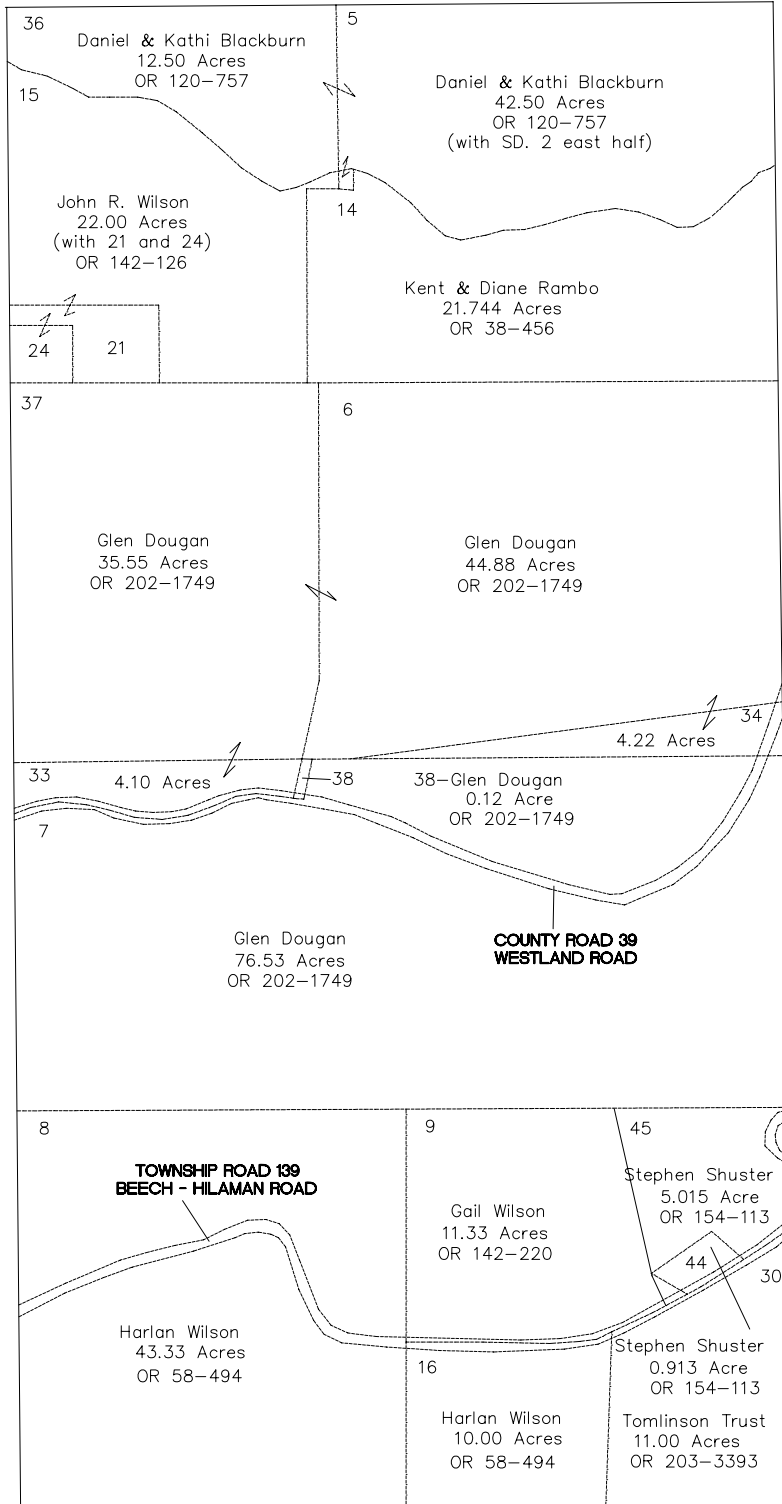 36
5
Daniel & Kathi Blackburn
12.50 Acres
OR 120-757
15
Daniel & Kathi Blackburn
42.50 Acres
OR 120-757
(with SD. 2 east half)
John R. Wilson
22.00 Acres
(with 21 and 24)
OR 142-126
14
Kent & Diane Rambo
21.744 Acres
OR 38-456
24
21
37
6
Glen Dougan
35.55 Acres
OR 202-1749
Glen Dougan
44.88 Acres
OR 202-1749
34
4.22 Acres
33
4.10 Acres
38
38-Glen Dougan
0.12 Acre
OR 202-1749
7
Glen Dougan
76.53 Acres
OR 202-1749
COUNTY ROAD 39
WESTLAND ROAD
8
9
45
TOWNSHIP ROAD 139
BEECH - HILAMAN ROAD
Stephen Shuster
5.015 Acre
OR 154-113
Gail Wilson
11.33 Acres
OR 142-220
44
30
Harlan Wilson
43.33 Acres
OR 58-494
Stephen Shuster
0.913 Acre
OR 154-113
16
Harlan Wilson
10.00 Acres
OR 58-494
Tomlinson Trust
11.00 Acres
OR 203-3393